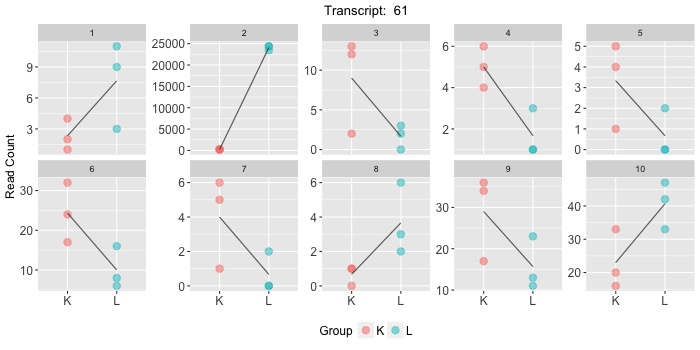 Transcript: 61
1 2 3 4 5
9 6 3
25000 20000 15000 10000 5000 0
10 5 0
6 4 2
5 4 3 2 1 0
Read Count
6 7 8 9 10
30 20 10
6 4 2 0
6 4 2 0
30 20 10
40 30 20
K L K L K L K L K L
Group K L